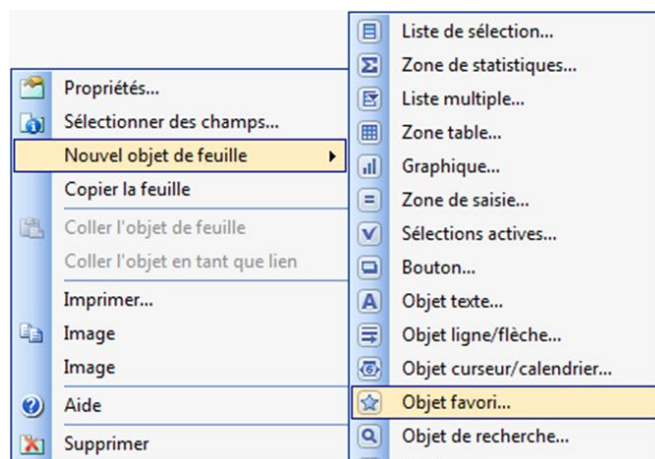 Propriétés...
Sélectionner des champs...
Nouvel objet de feuille
Copier la feuille
Coller l'objet de feuille
Coller l'objet en tant que lien
Imprimer...
Image
Image
Aide
Supprimer
Liste de sélection...
Zone de statistiques...
Liste multiple...
Zone table...
Graphique...
Zone de saisie...
Sélections actives...
Bouton...
Objet texte...
Objet ligne/flèche...
Objet curseur/calendrier...
Objet favori...
Objet de recherche...